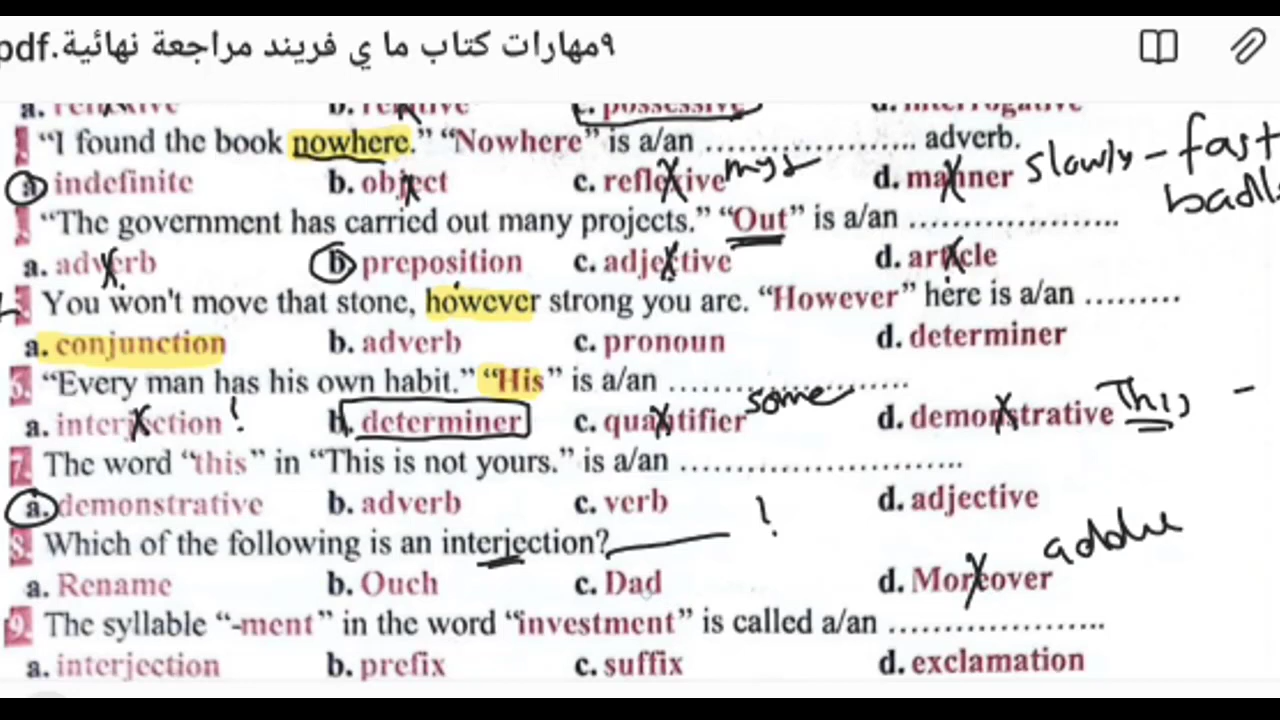 ٩مهارات كتاب ما ي فريند مراجعة نهائية.pdf
a. reflexive b. relative c. possessive d. interrogative
"I found the book nowhere." "Nowhere" is a/an .................... adverb.
a. indefinite b. object c. reflexive d. manner slowly - fast
"The government has carried out many projects." "Out" is a/an ....................
a. adverb b. preposition c. adjective d. article
You won't move that stone, however strong you are. "However" here is a/an .........
a. conjunction b. adverb c. pronoun d. determiner
6. "Every man has his own habit." "His" is a/an ....................
a. interjection ! b. determiner c. quantifier some d. demonstrative This -
7. The word "this" in "This is not yours." is a/an ........................
a. demonstrative b. adverb c. verb d. adjective
8. Which of the following is an interjection? !
a. Rename b. Ouch c. Dad d. Moreover
9. The syllable "-ment" in the word "investment" is called a/an ....................
a. interjection b. prefix c. suffix d. exclamation